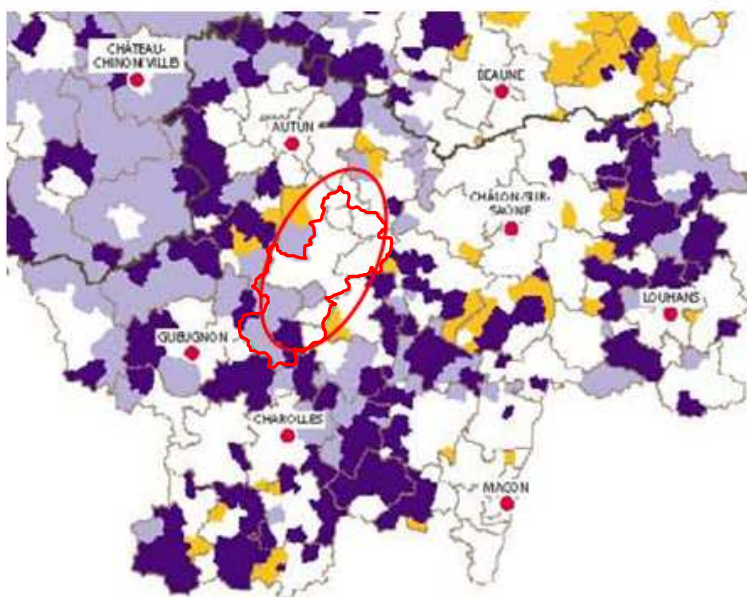 CHÂTEAU-
CHINON(VILLE)
BEAUNE
AUTUN
CHÂLON-SUR-
SAÔNE
LOUHANS
GUEUGNON
CHAROLLES
MACON